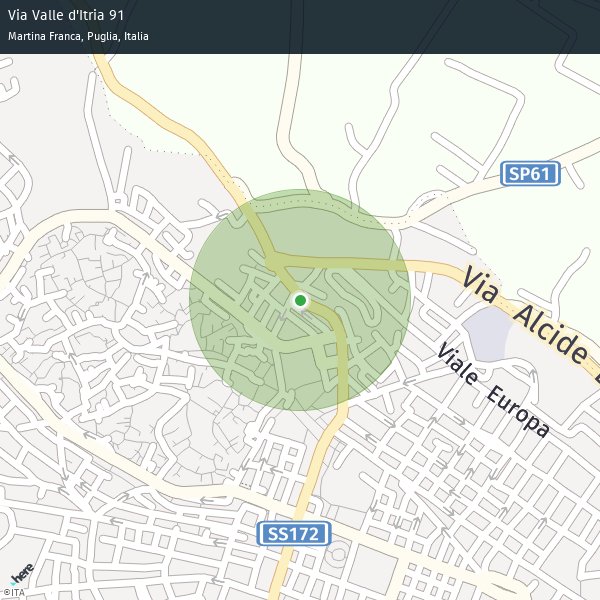 Via Valle d'Itria 91
Martina Franca, Puglia, Italia
SP61
Via Alcide
Viale Europa
SS172
here
©ITA